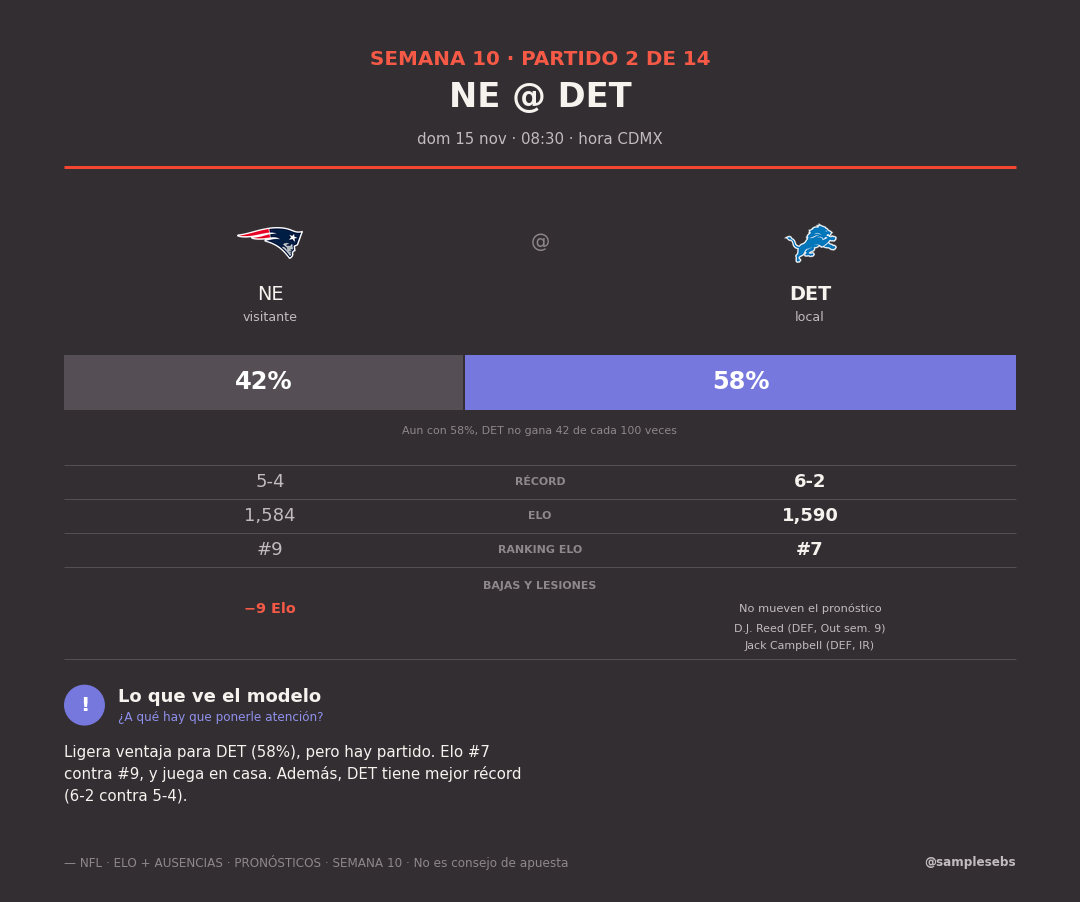 SEMANA 10 · PARTIDO 2 DE 14
NE @ DET
dom 15 nov · 08:30 · hora CDMX
@
NE
DET
visitante
local
42%
58%
Aun con 58%, DET no gana 42 de cada 100 veces
5-4
RÉCORD
6-2
1,584
ELO
1,590
#9
RANKING ELO
#7
BAJAS Y LESIONES
−9 Elo
No mueven el pronóstico
D.J. Reed (DEF, Out sem. 9)
Jack Campbell (DEF, IR)
!
Lo que ve el modelo
¿A qué hay que ponerle atención?
Ligera ventaja para DET (58%), pero hay partido. Elo #7
contra #9, y juega en casa. Además, DET tiene mejor récord
(6-2 contra 5-4).
— NFL · ELO + AUSENCIAS · PRONÓSTICOS · SEMANA 10 · No es consejo de apuesta
@samplesebs